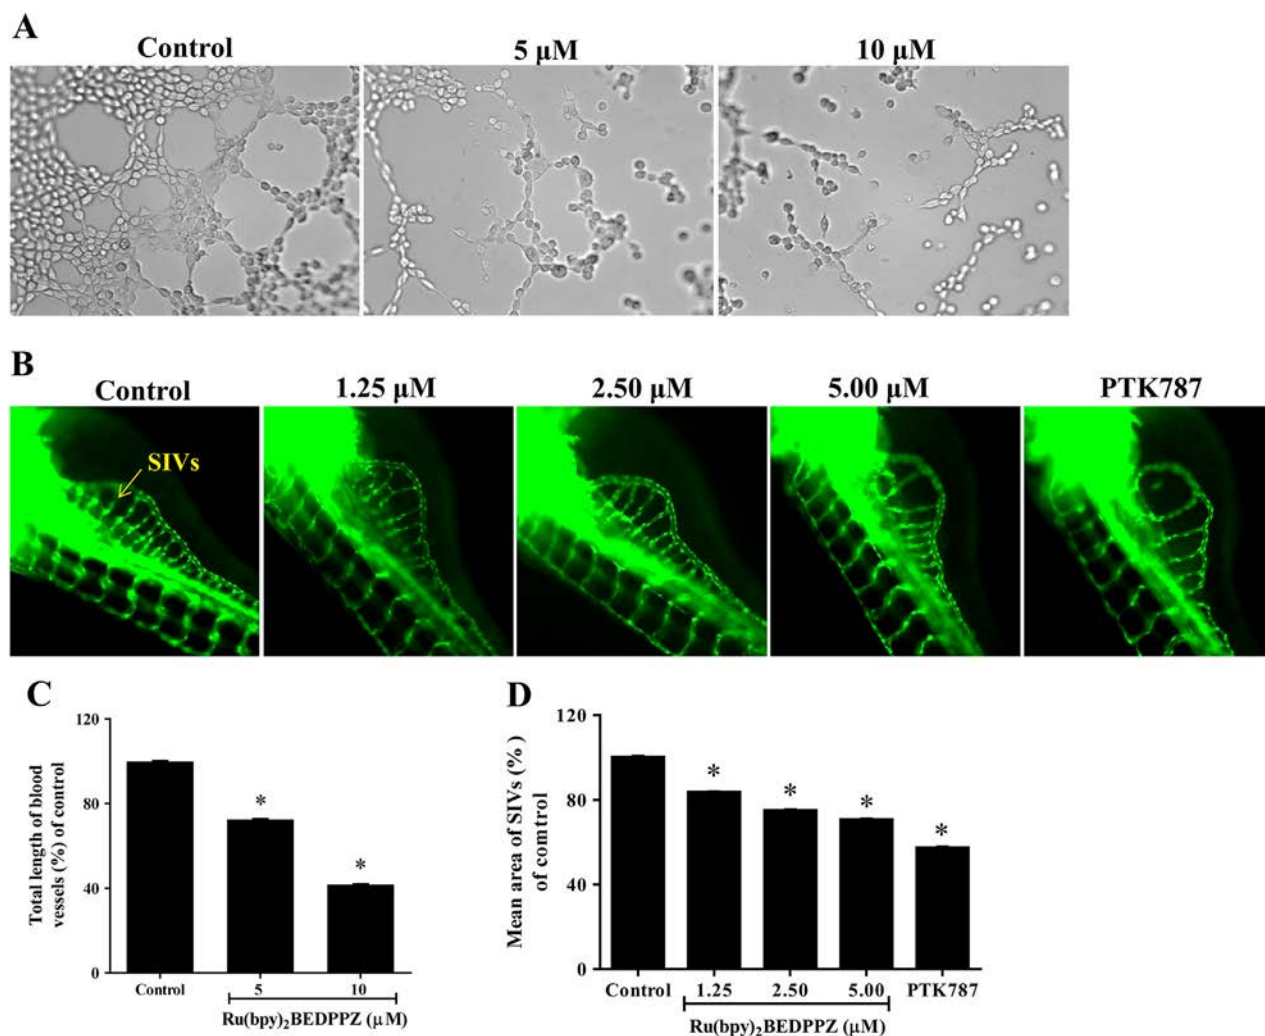 A
Control
5 μM
10 μM
B
Control
1.25 μM
2.50 μM
5.00 μM
PTK787
SIVs
C
Total length of blood
vessels (%) of control
120
80
40
0
*
*
Control
5
10
Ru(bpy)2BEDPPZ (μM)
D
Mean area of SIVs (%)
of comtrol
120
80
40
0
*
*
*
*
Control
1.25
2.50
5.00
PTK787
Ru(bpy)2BEDPPZ (μM)